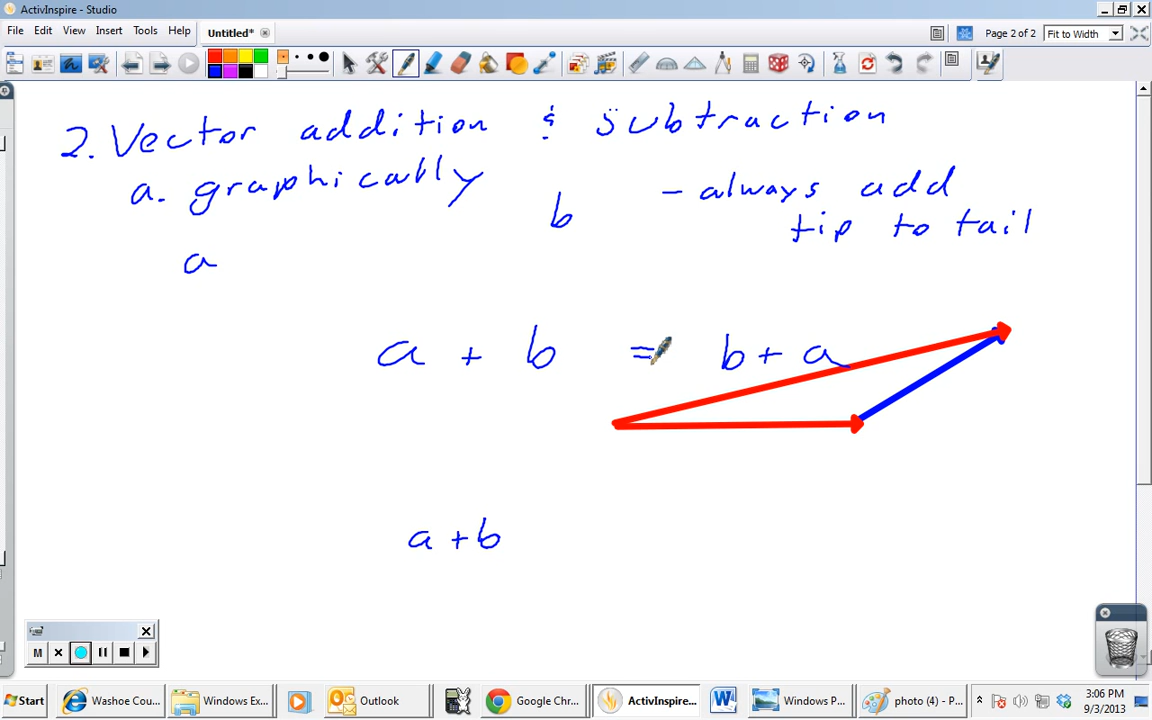 ActivInspire - Studio
File Edit View Insert Tools Help Untitled* Page 2 of 2 Fit to Width
2. Vector addition & subtraction
a. graphically
- always add
tip to tail
b
a
a + b = b + a
a + b
M
Start Washoe Cou... Windows Ex... Outlook Google Chr... ActivInspire... Windows P... photo (4) - P... 3:06 PM
9/3/2013